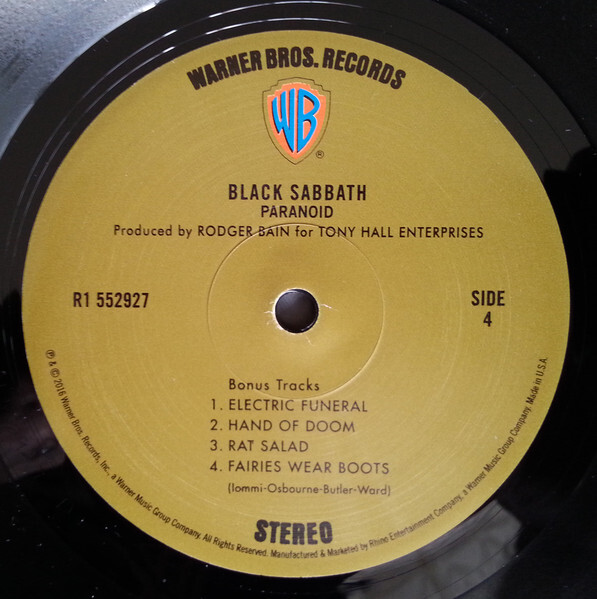 WARNER BROS. RECORDS
WB
®
BLACK SABBATH
PARANOID
Produced by RODGER BAIN for TONY HALL ENTERPRISES
R1 552927
SIDE
4
Bonus Tracks
1. ELECTRIC FUNERAL
2. HAND OF DOOM
3. RAT SALAD
4. FAIRIES WEAR BOOTS
(Iommi-Osbourne-Butler-Ward)
STEREO
℗ & © 2016 Warner Bros. Records, Inc., a Warner Music Group Company. All Rights Reserved. Manufactured & Marketed by Rhino Entertainment Company, a Warner Music Group Company. Made in U.S.A.